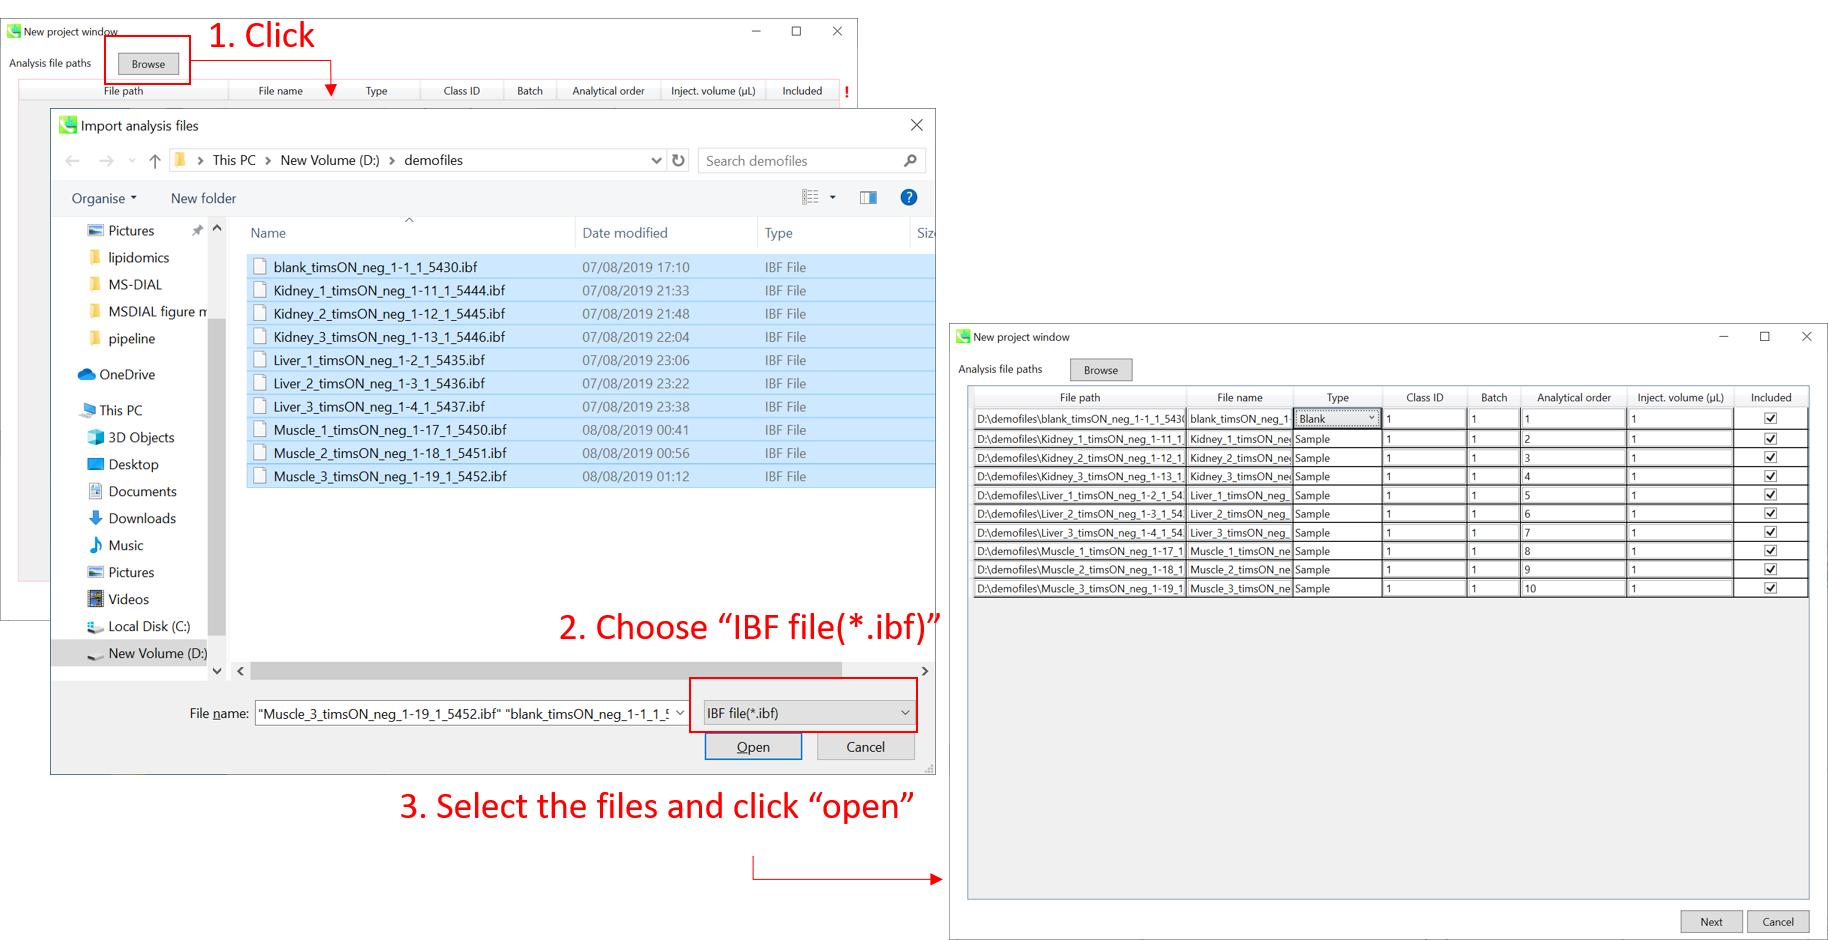 New project window
1. Click
Analysis file paths Browse
File path File name Type Class ID Batch Analytical order Inject. volume (μL) Included !
Import analysis files
This PC > New Volume (D:) > demofiles
Search demofiles
Organise New folder
Name Date modified Type Siz
Pictures
lipidomics
MS-DIAL
MSDIAL figure m
pipeline
OneDrive
This PC
3D Objects
Desktop
Documents
Downloads
Music
Pictures
Videos
Local Disk (C:)
New Volume (D:)
blank_timsON_neg_1-1_1_5430.ibf 07/08/2019 17:10 IBF File
Kidney_1_timsON_neg_1-11_1_5444.ibf 07/08/2019 21:33 IBF File
Kidney_2_timsON_neg_1-12_1_5445.ibf 07/08/2019 21:48 IBF File
Kidney_3_timsON_neg_1-13_1_5446.ibf 07/08/2019 22:04 IBF File
Liver_1_timsON_neg_1-2_1_5435.ibf 07/08/2019 23:06 IBF File
Liver_2_timsON_neg_1-3_1_5436.ibf 07/08/2019 23:22 IBF File
Liver_3_timsON_neg_1-4_1_5437.ibf 07/08/2019 23:38 IBF File
Muscle_1_timsON_neg_1-17_1_5450.ibf 08/08/2019 00:41 IBF File
Muscle_2_timsON_neg_1-18_1_5451.ibf 08/08/2019 00:56 IBF File
Muscle_3_timsON_neg_1-19_1_5452.ibf 08/08/2019 01:12 IBF File
2. Choose “IBF file(*.ibf)”
File name: "Muscle_3_timsON_neg_1-19_1_5452.ibf" "blank_timsON_neg_1-1_1_5 IBF file(*.ibf)
Open Cancel
3. Select the files and click “open”
New project window
Analysis file paths Browse
File path File name Type Class ID Batch Analytical order Inject. volume (μL) Included
D:\demofiles\blank_timsON_neg_1-1_1_5430 blank_timsON_neg_1- Blank 1 1 1 1
D:\demofiles\Kidney_1_timsON_neg_1-11_1_ Kidney_1_timsON_neg Sample 1 1 2 1
D:\demofiles\Kidney_2_timsON_neg_1-12_1_ Kidney_2_timsON_neg Sample 1 1 3 1
D:\demofiles\Kidney_3_timsON_neg_1-13_1_ Kidney_3_timsON_neg Sample 1 1 4 1
D:\demofiles\Liver_1_timsON_neg_1-2_1_543 Liver_1_timsON_neg_ Sample 1 1 5 1
D:\demofiles\Liver_2_timsON_neg_1-3_1_543 Liver_2_timsON_neg_ Sample 1 1 6 1
D:\demofiles\Liver_3_timsON_neg_1-4_1_543 Liver_3_timsON_neg_ Sample 1 1 7 1
D:\demofiles\Muscle_1_timsON_neg_1-17_1 Muscle_1_timsON_ne Sample 1 1 8 1
D:\demofiles\Muscle_2_timsON_neg_1-18_1 Muscle_2_timsON_ne Sample 1 1 9 1
D:\demofiles\Muscle_3_timsON_neg_1-19_1 Muscle_3_timsON_ne Sample 1 1 10 1
Next Cancel